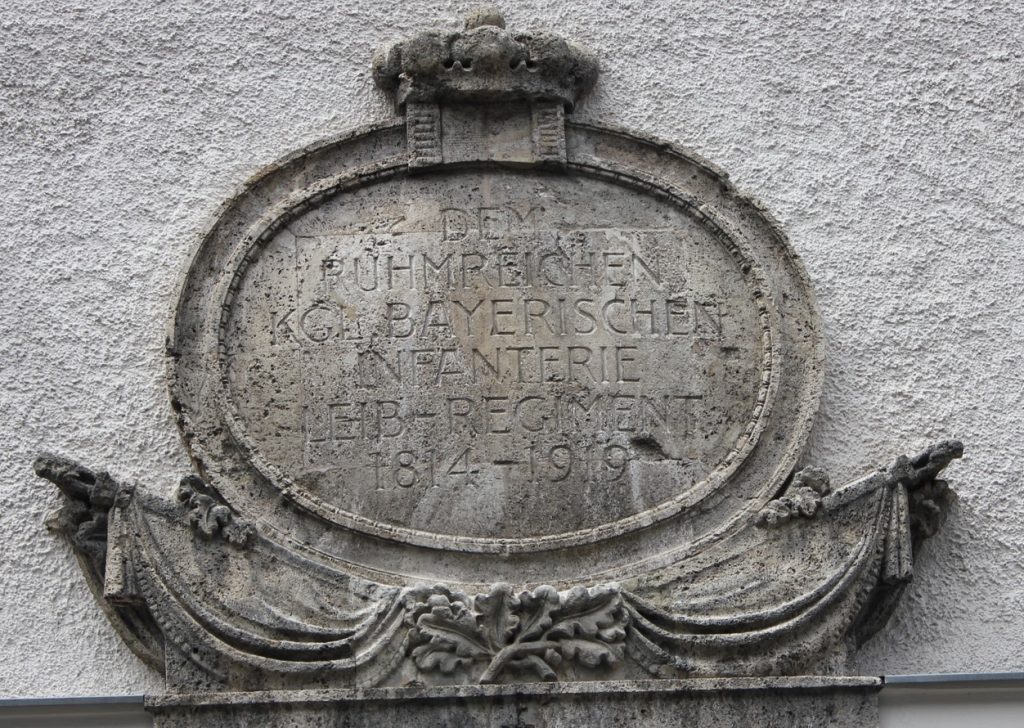 DEM
RUHMREICHEN
KGL. BAYERISCHEN
INFANTERIE
LEIB-REGIMENT
1814-1919